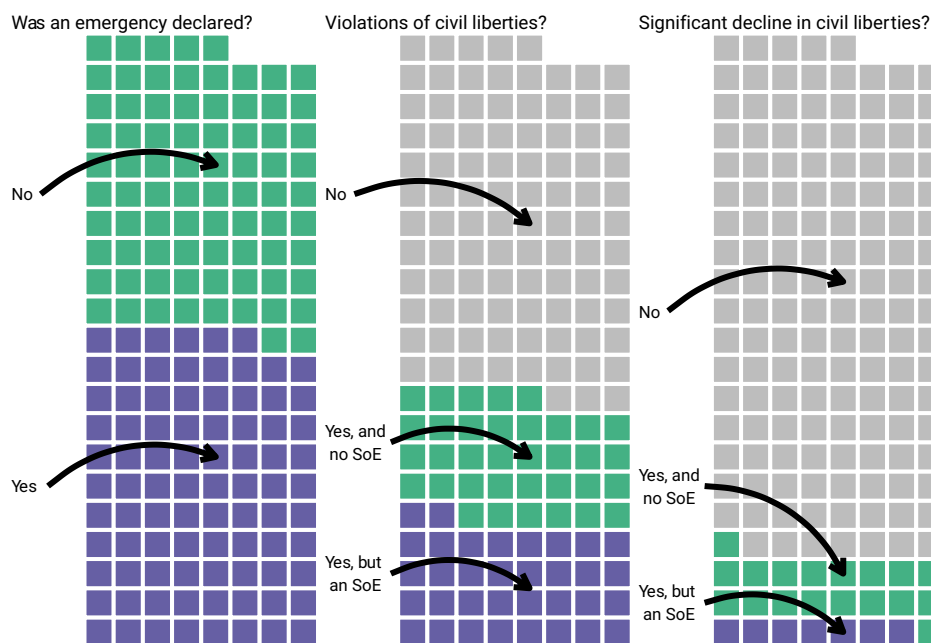 Was an emergency declared?
Violations of civil liberties?
Significant decline in civil liberties?
No
Yes
No
Yes, and
no SoE
Yes, but
an SoE
No
Yes, and
no SoE
Yes, but
an SoE